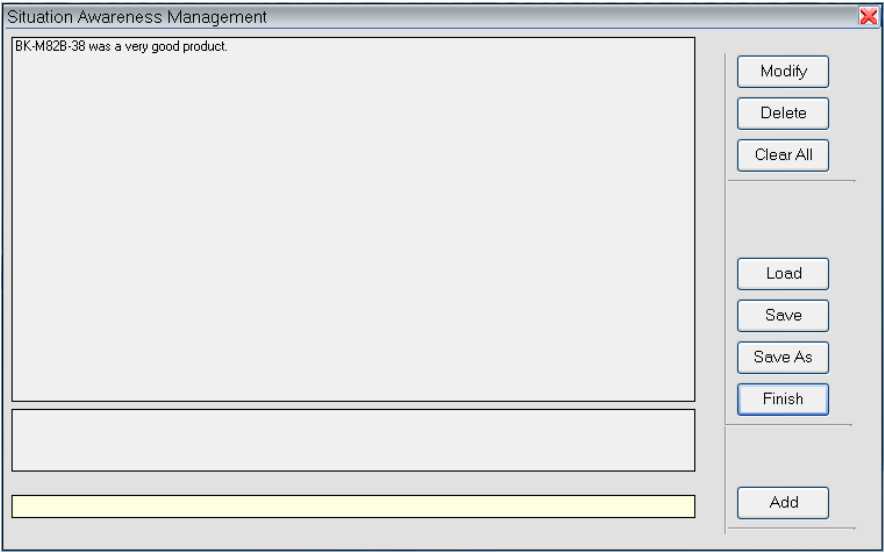 Situation Awareness Management
BK-M82B-38 was a very good product.
Modify
Delete
Clear All
Load
Save
Save As
Finish
Add